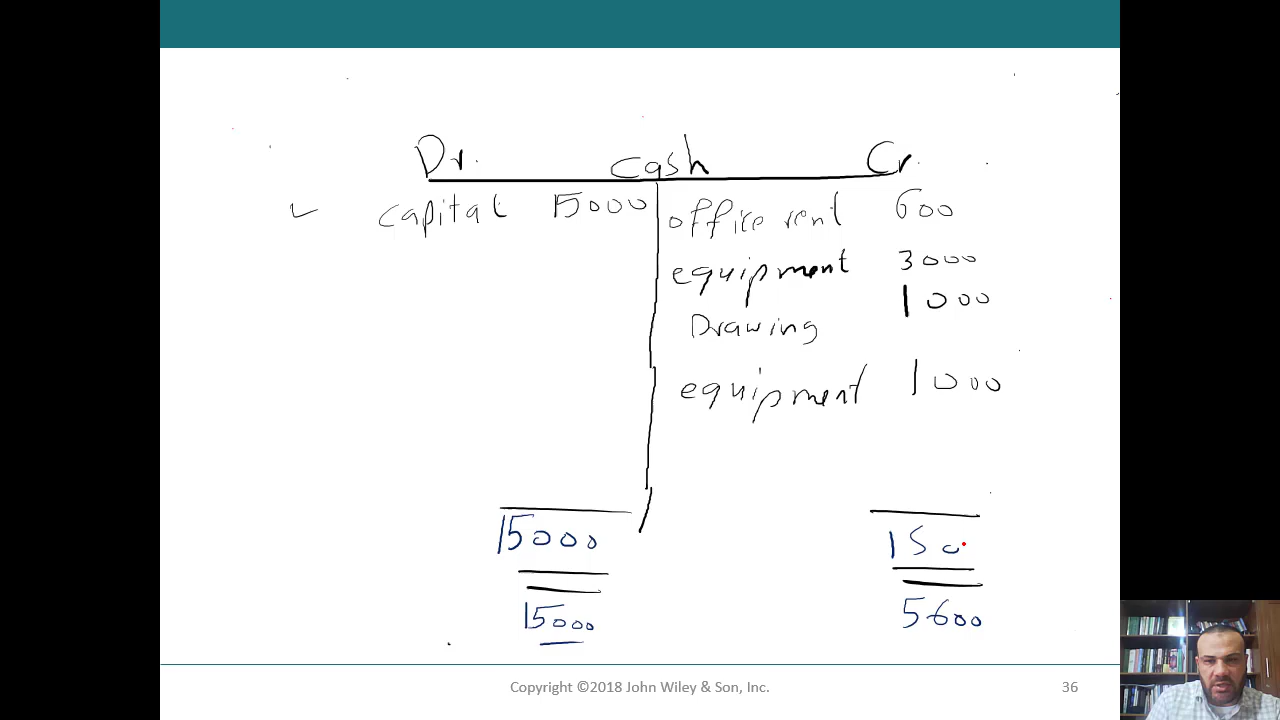 Dr. Cash Cr.
capital 15000 office rent 600
equipment 3000
1000
Drawing
equipment 1000
15000 150
15000 5600
Copyright ©2018 John Wiley & Son, Inc. 36